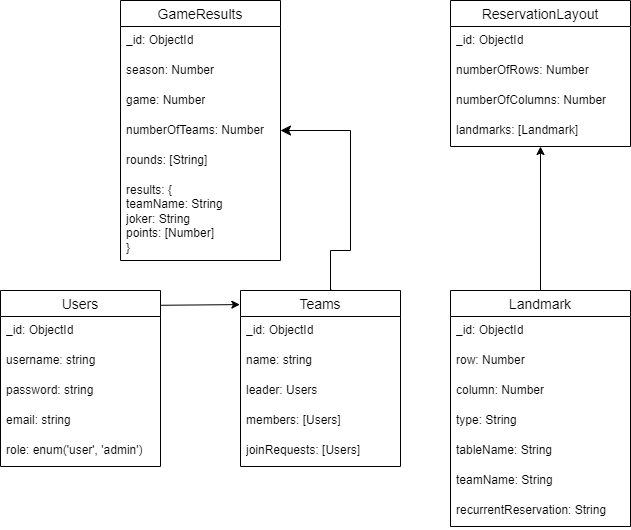 GameResults
_id: ObjectId
season: Number
game: Number
numberOfTeams: Number
rounds: [String]
results: {
teamName: String
joker: String
points: [Number]
}
ReservationLayout
_id: ObjectId
numberOfRows: Number
numberOfColumns: Number
landmarks: [Landmark]
Users
_id: ObjectId
username: string
password: string
email: string
role: enum('user', 'admin')
Teams
_id: ObjectId
name: string
leader: Users
members: [Users]
joinRequests: [Users]
Landmark
_id: ObjectId
row: Number
column: Number
type: String
tableName: String
teamName: String
recurrentReservation: String